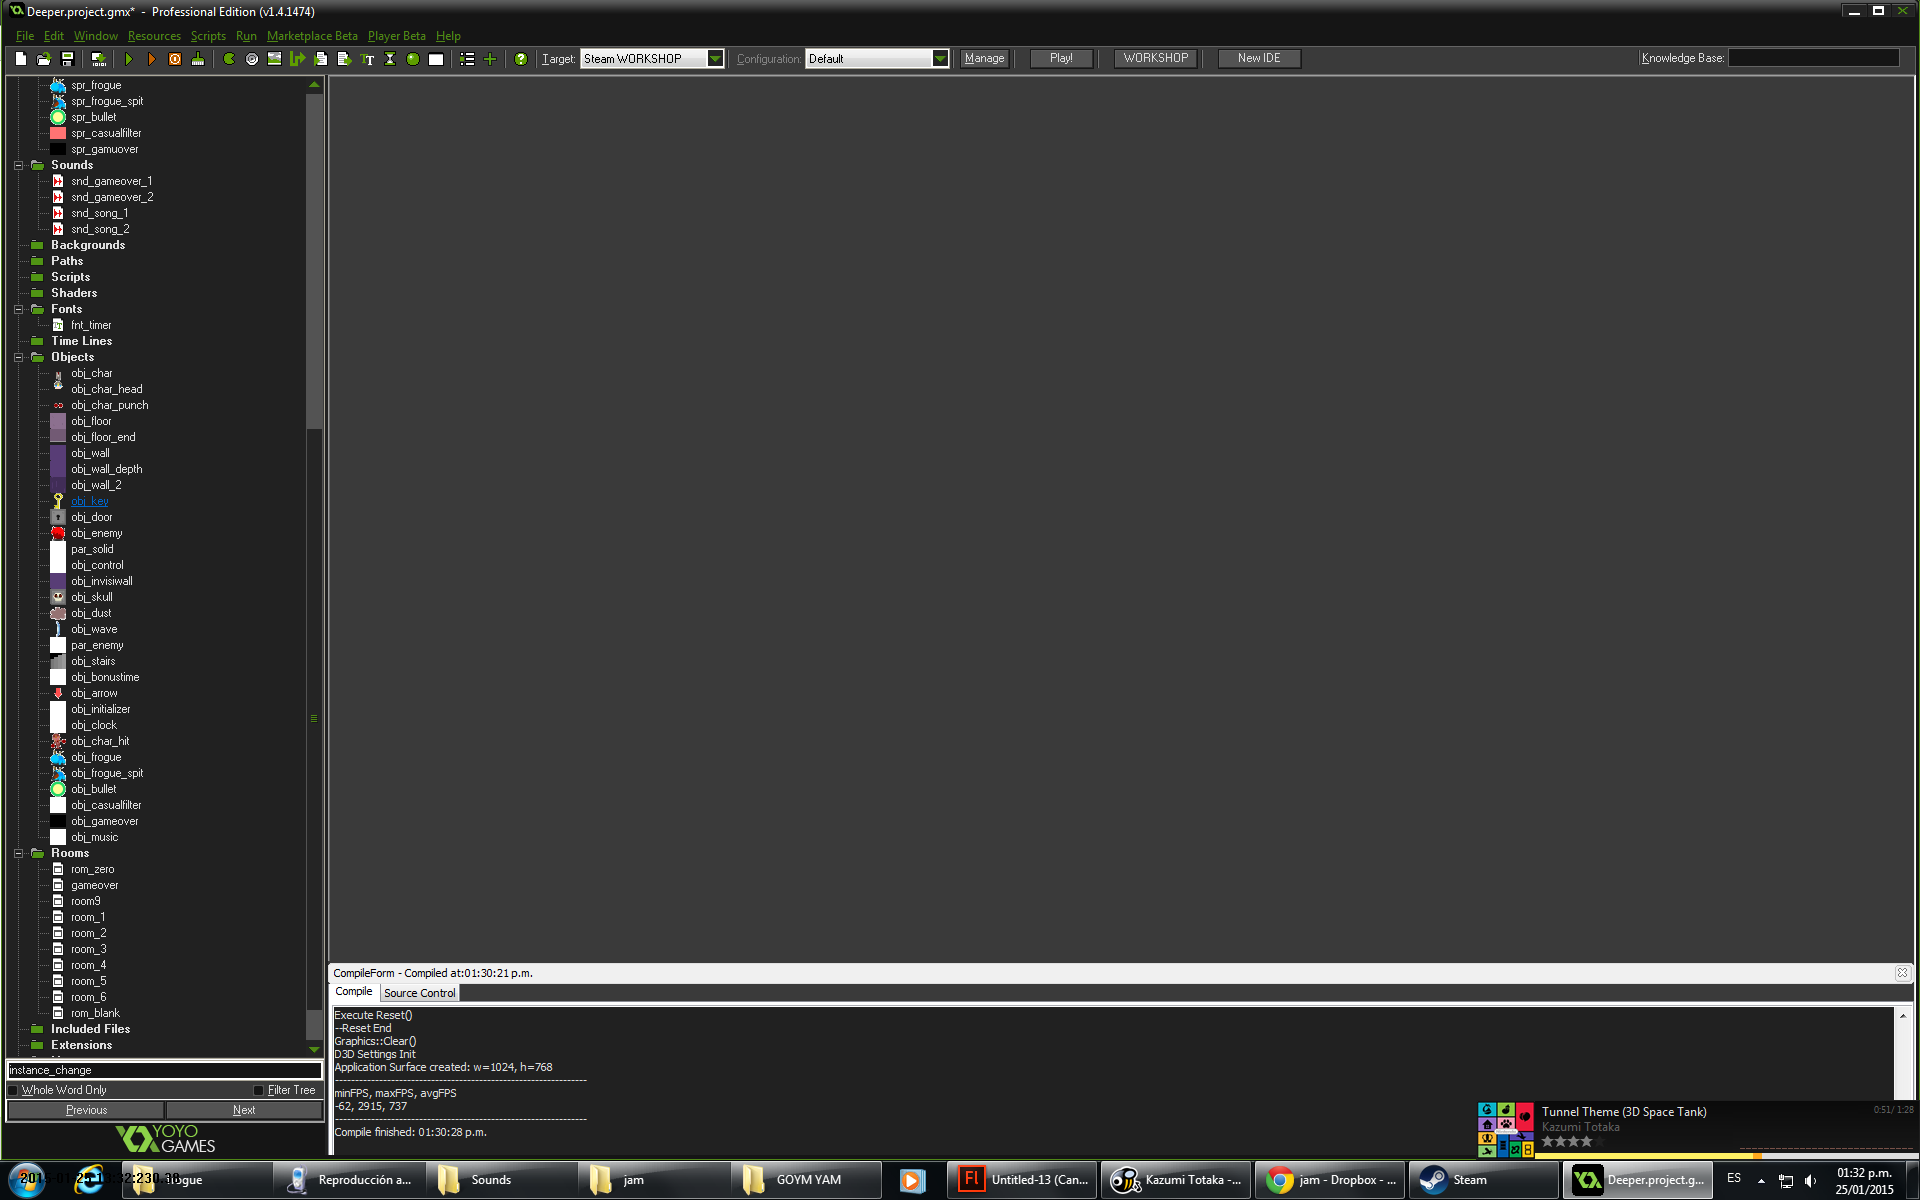 Deeper.project.gmx* - Professional Edition (v1.4.1474)
File Edit Window Resources Scripts Run Marketplace Beta Player Beta Help
Target: Steam WORKSHOP Configuration: Default Manage Play! WORKSHOP New IDE Knowledge Base:
spr_frogue
spr_frogue_spit
spr_bullet
spr_casualfilter
spr_gamuover
Sounds
snd_gameover_1
snd_gameover_2
snd_song_1
snd_song_2
Backgrounds
Paths
Scripts
Shaders
Fonts
fnt_timer
Time Lines
Objects
obj_char
obj_char_head
obj_char_punch
obj_floor
obj_floor_end
obj_wall
obj_wall_depth
obj_wall_2
obj_key
obj_door
obj_enemy
par_solid
obj_control
obj_invisiwall
obj_skull
obj_dust
obj_wave
par_enemy
obj_stairs
obj_bonustime
obj_arrow
obj_initializer
obj_clock
obj_char_hit
obj_frogue
obj_frogue_spit
obj_bullet
obj_casualfilter
obj_gameover
obj_music
Rooms
rom_zero
gameover
room9
room_1
room_2
room_3
room_4
room_5
room_6
rom_blank
Included Files
Extensions
instance_change
Whole Word Only Filter Tree
Previous Next
YOYO
GAMES
CompileForm - Compiled at:01:30:21 p.m.
Compile Source Control
Execute Reset()
--Reset End
Graphics::Clear()
D3D Settings Init
Application Surface created: w=1024, h=768
minFPS, maxFPS, avgFPS
-62, 2915, 737
Compile finished: 01:30:28 p.m.
Tunnel Theme (3D Space Tank) 0:51/ 1:28
Kazumi Totaka
Reproducción a... Sounds jam GOYM YAM Untitled-13 (Can... Kazumi Totaka -... jam - Dropbox - ... Steam Deeper.project.g... ES 01:32 p.m.
25/01/2015